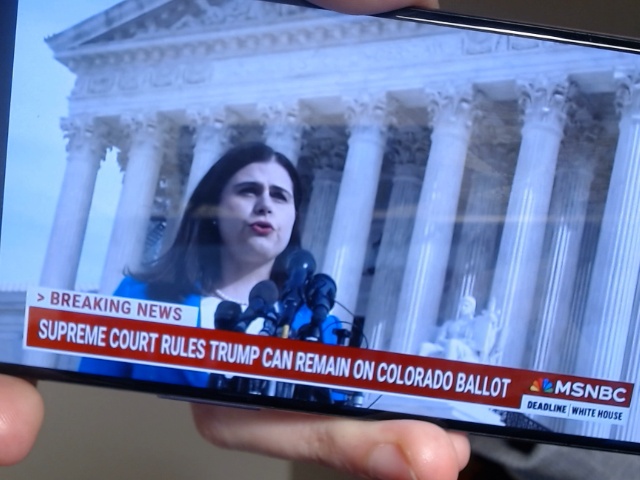 > BREAKING NEWS
SUPREME COURT RULES TRUMP CAN REMAIN ON COLORADO BALLOT
MSNBC
DEADLINE | WHITE HOUSE